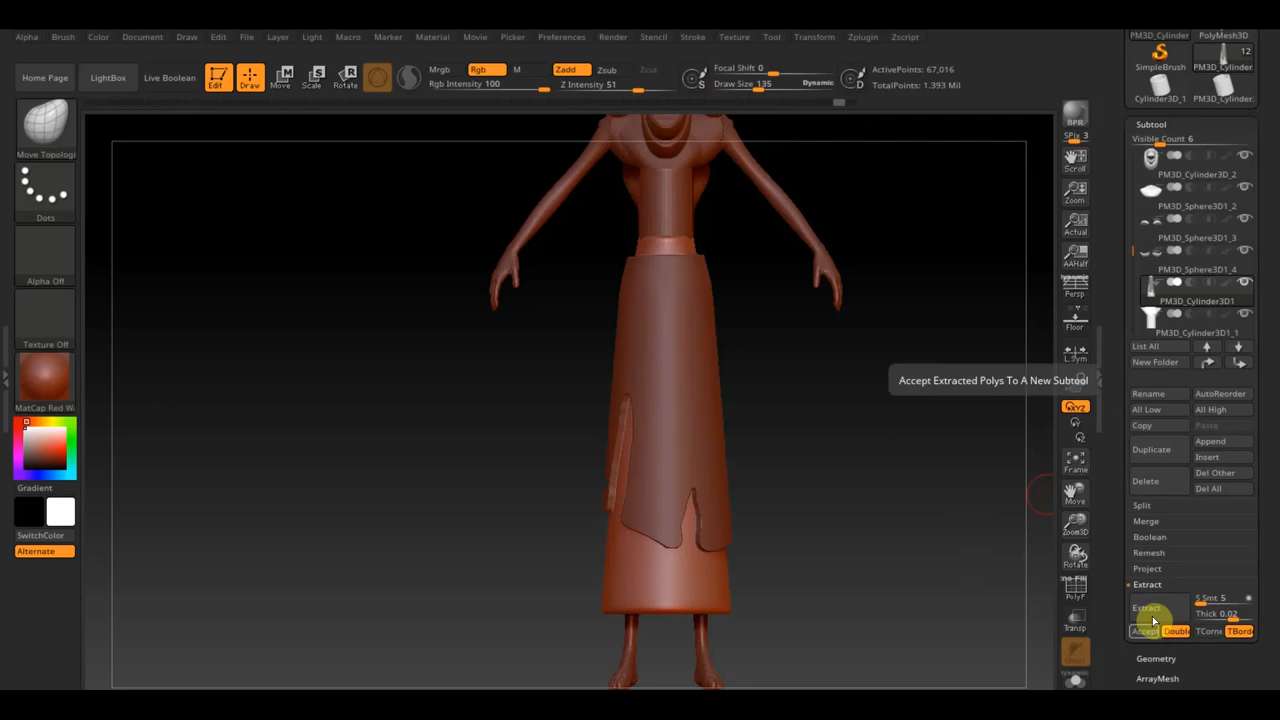 Alpha Brush Color Document Draw Edit File Layer Light Macro Marker Material Movie Picker Preferences Render Stencil Stroke Texture Tool Transform Zplugin Zscript
PM3D_Cylinder PolyMesh3D
12
SimpleBrush PM3D_Cylinder
Cylinder3D_1 PM3D_Cylinder.
Home Page LightBox Live Boolean Edit Draw Move Scale Rotate
Mrgb Rgb M Zadd Zsub Zcut
Rgb Intensity 100 Z Intensity 51
S Focal Shift 0
Draw Size 135 Dynamic D
ActivePoints: 67,016
TotalPoints: 1.393 Mil
Move Topologi
Dots
Alpha Off
Texture Off
MatCap Red W
Gradient
SwitchColor
Alternate
BPR
SPix 3
Scroll
Zoom
Actual
AAHalf
Persp
Floor
L.Sym
XYZ
Y
Z
Frame
Move
Zoom3D
Rotate
PolyF
Transp
Accept Extracted Polys To A New Subtool
Subtool
Visible Count 6
PM3D_Cylinder3D_2
PM3D_Sphere3D1_2
PM3D_Sphere3D1_3
PM3D_Sphere3D1_4
PM3D_Cylinder3D1
PM3D_Cylinder3D1_1
List All
New Folder
Rename AutoReorder
All Low All High
Copy Paste
Duplicate Append
Insert
Delete Del Other
Del All
Split
Merge
Boolean
Remesh
Project
Extract
Extract S Smt 5
Thick 0.02
Accept Double TCorne TBorde
Geometry
ArrayMesh